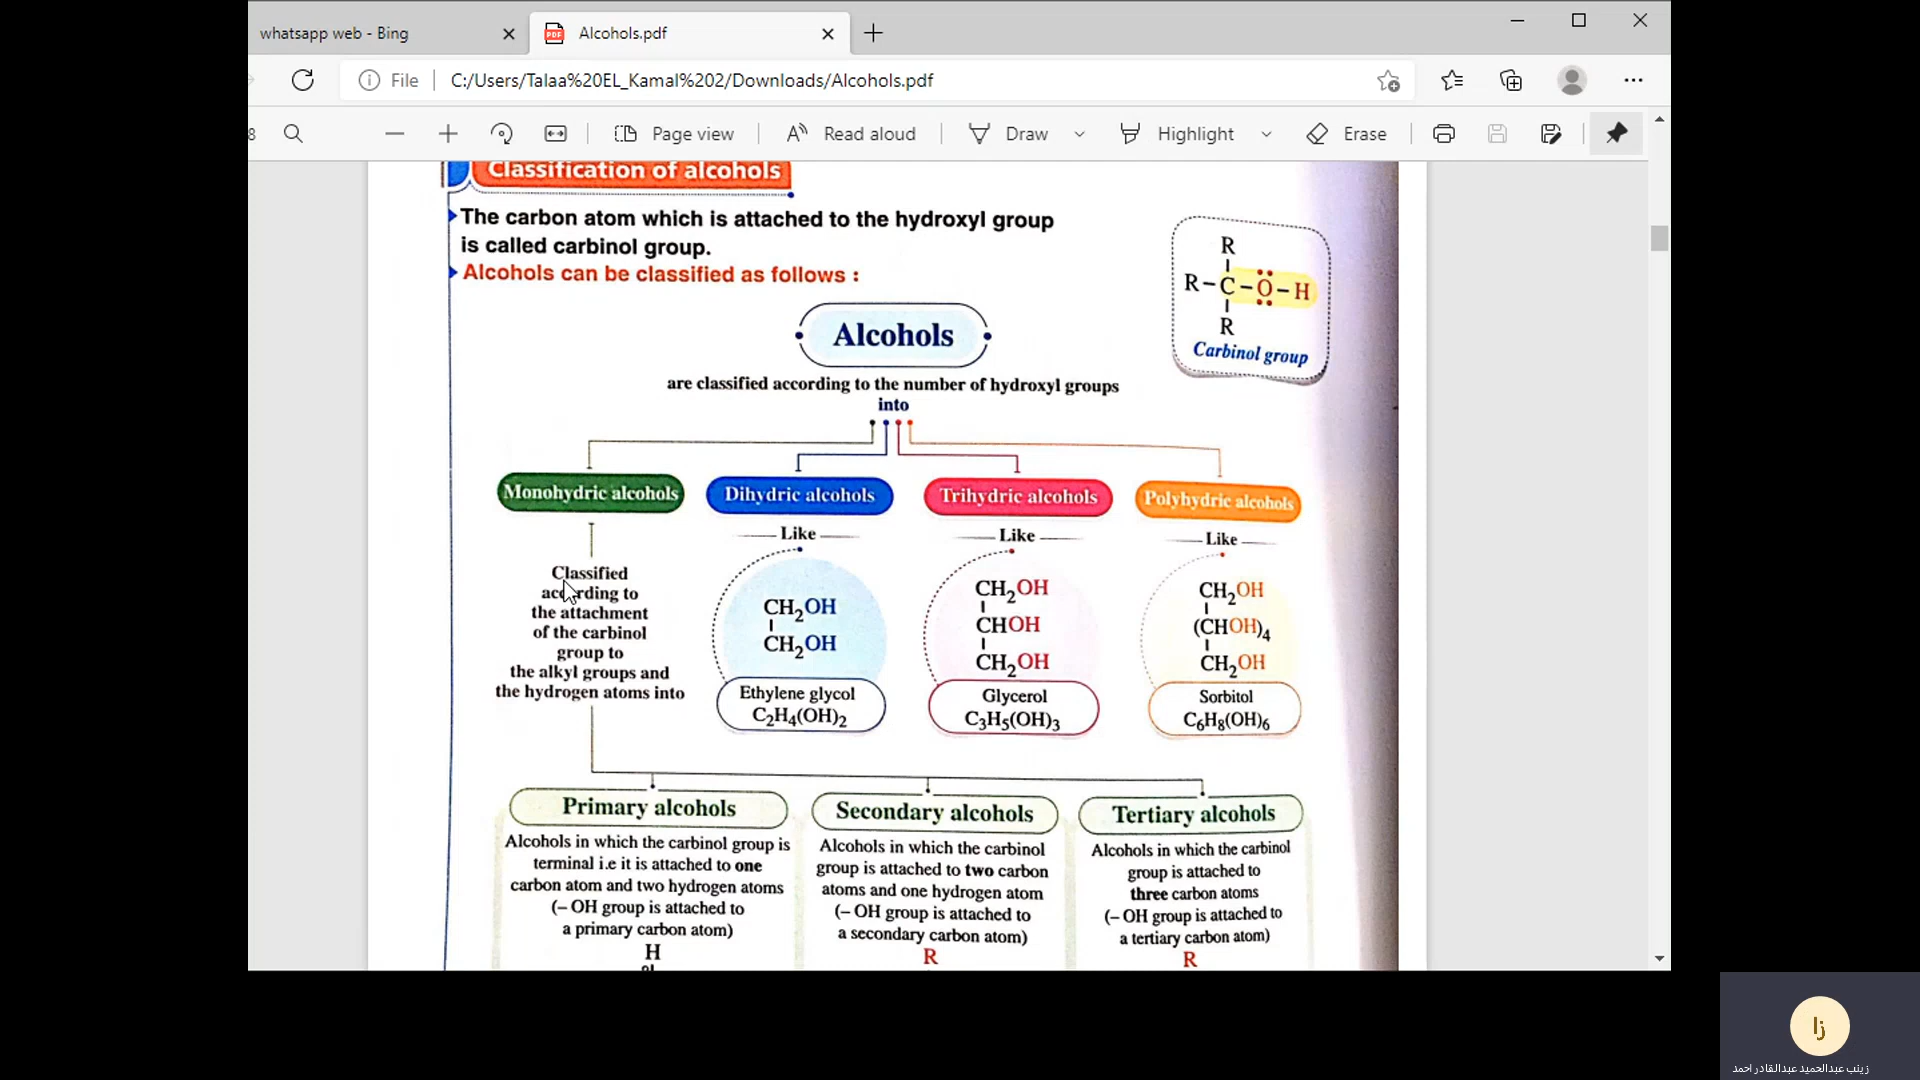 whatsapp web - Bing
Alcohols.pdf
File
C:/Users/Talaa%20EL_Kamal%202/Downloads/Alcohols.pdf
8
Page view
Read aloud
Draw
Highlight
Erase
Classification of alcohols
The carbon atom which is attached to the hydroxyl group
is called carbinol group.
Alcohols can be classified as follows :
R
R–C–O–H
R
Carbinol group
Alcohols
are classified according to the number of hydroxyl groups
into
Monohydric alcohols
Classified
according to
the attachment
of the carbinol
group to
the alkyl groups and
the hydrogen atoms into
Dihydric alcohols
Like
CH2OH
CH2OH
Ethylene glycol
C2H4(OH)2
Trihydric alcohols
Like
CH2OH
CHOH
CH2OH
Glycerol
C3H5(OH)3
Polyhydric alcohols
Like
CH2OH
(CHOH)4
CH2OH
Sorbitol
C6H8(OH)6
Primary alcohols
Alcohols in which the carbinol group is
terminal i.e it is attached to one
carbon atom and two hydrogen atoms
(– OH group is attached to
a primary carbon atom)
H
Secondary alcohols
Alcohols in which the carbinol
group is attached to two carbon
atoms and one hydrogen atom
(– OH group is attached to
a secondary carbon atom)
R
Tertiary alcohols
Alcohols in which the carbinol
group is attached to
three carbon atoms
(– OH group is attached to
a tertiary carbon atom)
R
زا
زينب عبدالحميد عبدالقادر احمد